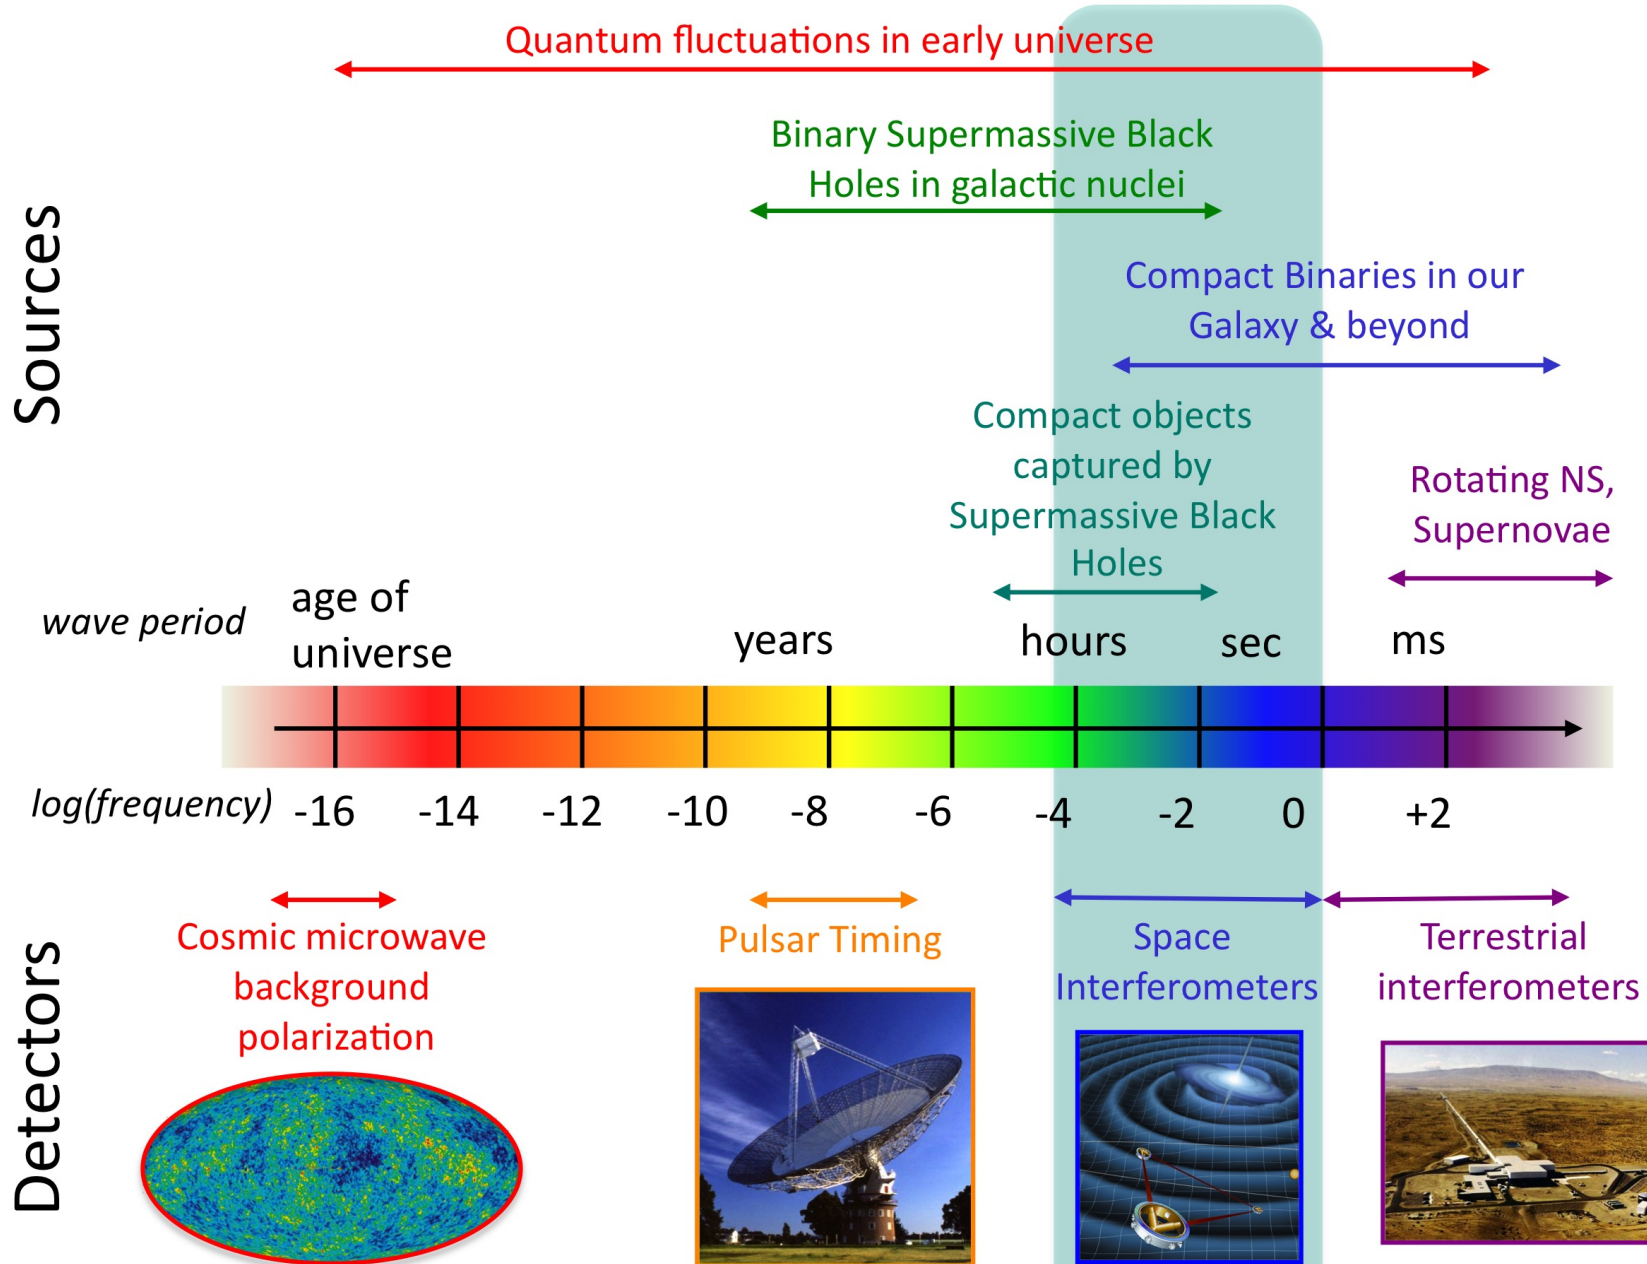 Quantum fluctuations in early universe
Binary Supermassive Black
Holes in galactic nuclei
Compact Binaries in our
Galaxy & beyond
Compact objects
captured by
Supermassive Black
Holes
Rotating NS,
Supernovae
Sources
wave period
age of
universe
years
hours
sec
ms
log(frequency)
-16
-14
-12
-10
-8
-6
-4
-2
0
+2
Detectors
Cosmic microwave
background
polarization
Pulsar Timing
Space
Interferometers
Terrestrial
interferometers